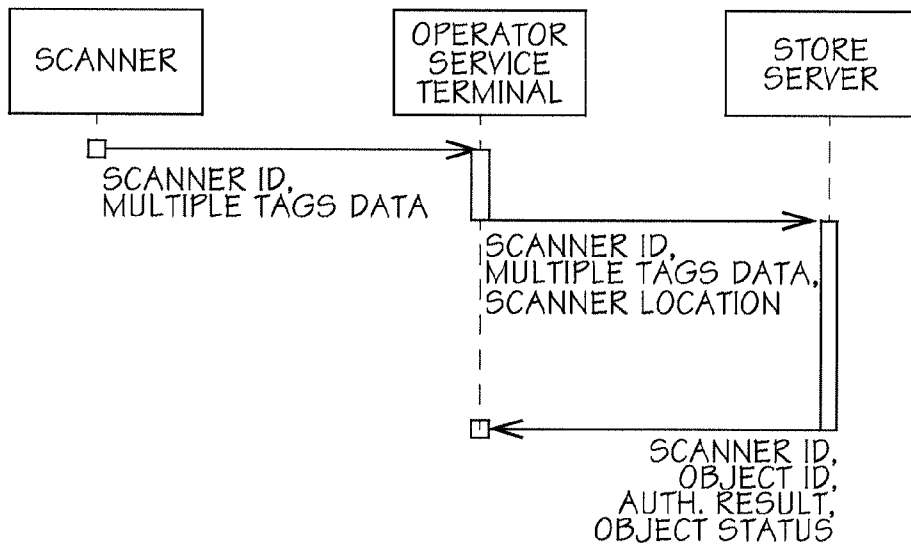 SCANNER
OPERATOR
SERVICE
TERMINAL
STORE
SERVER
SCANNER ID,
MULTIPLE TAGS DATA
SCANNER ID,
MULTIPLE TAGS DATA,
SCANNER LOCATION
SCANNER ID,
OBJECT ID,
AUTH. RESULT,
OBJECT STATUS